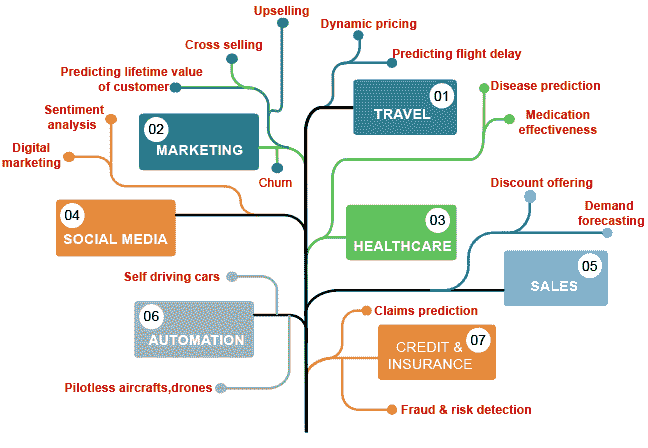 Upselling
Dynamic pricing
Cross selling
Predicting flight delay
Predicting lifetime value
of customer
Disease prediction
01
TRAVEL
Sentiment
analysis
Medication
effectiveness
02
MARKETING
Digital
marketing
Churn
Discount offering
04
SOCIAL MEDIA
03
HEALTHCARE
Demand
forecasting
Self driving cars
05
SALES
06
AUTOMATION
Claims prediction
07
CREDIT &
INSURANCE
Pilotless aircrafts,drones
Fraud & risk detection